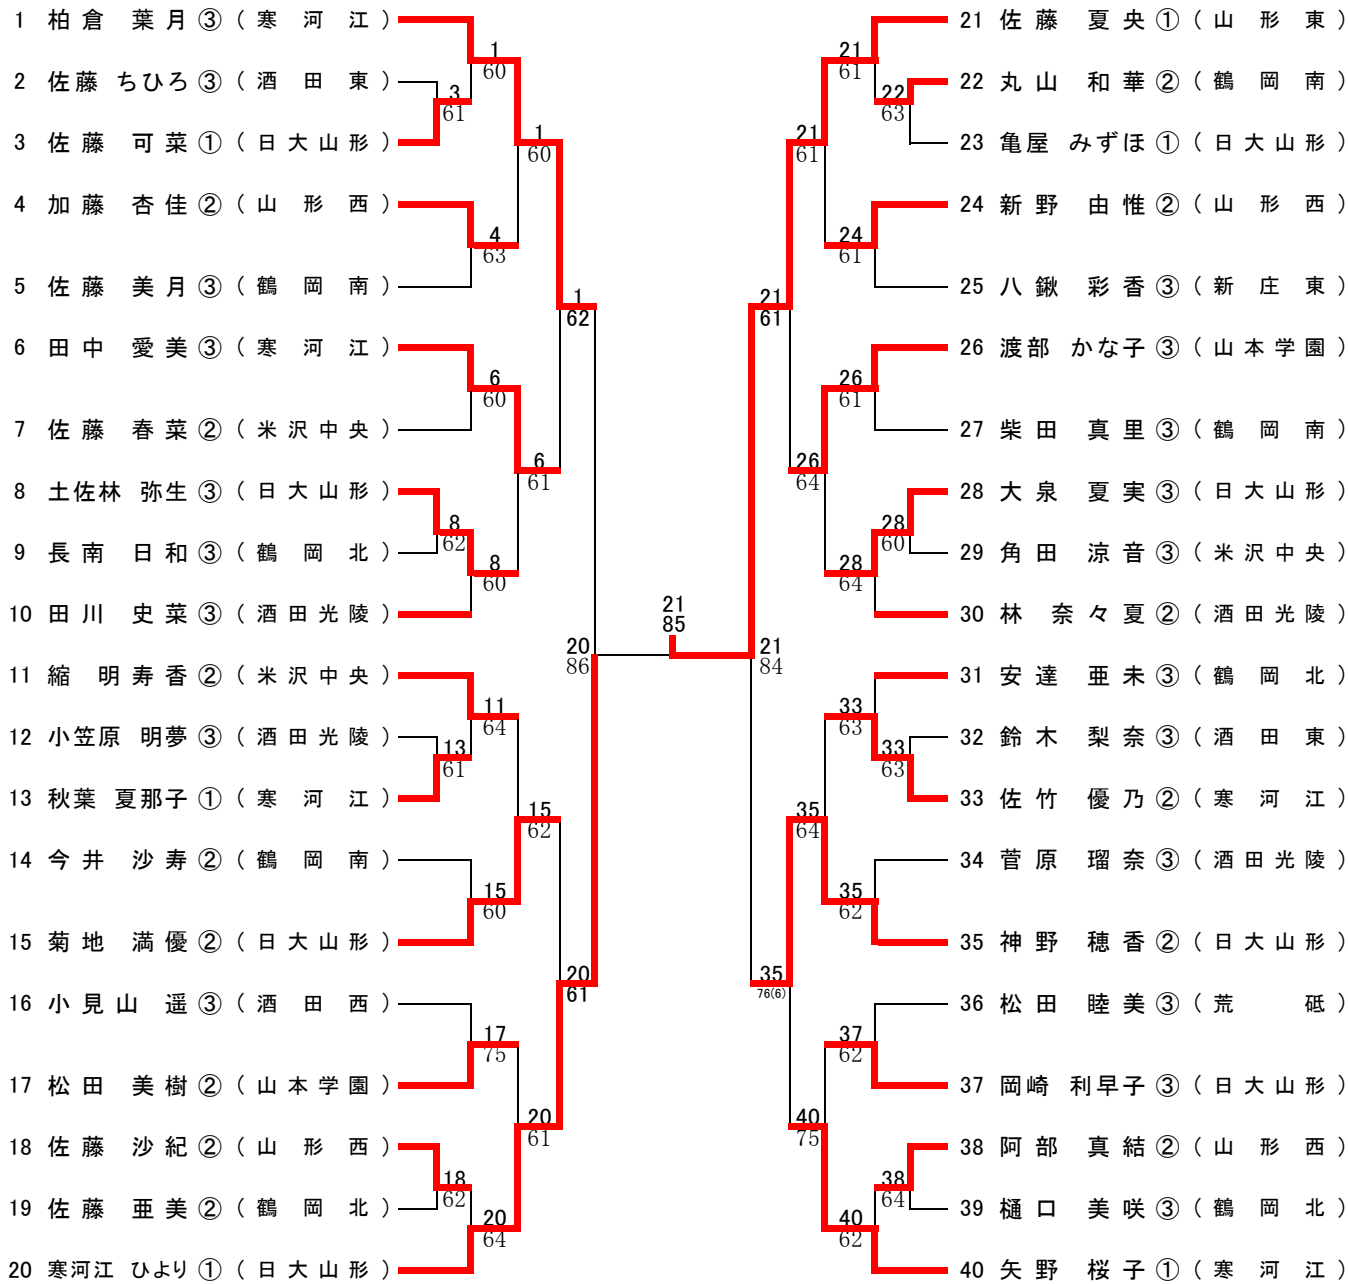 1 柏倉 葉月 ③ （ 寒河江 ）
2 佐藤 ちひろ ③ （ 酒田東 ）
3 佐藤 可菜 ① （ 日大山形 ）
4 加藤 杏佳 ② （ 山形西 ）
5 佐藤 美月 ③ （ 鶴岡南 ）
6 田中 愛美 ③ （ 寒河江 ）
7 佐藤 春菜 ② （ 米沢中央 ）
8 土佐林 弥生 ③ （ 日大山形 ）
9 長南 日和 ③ （ 鶴岡北 ）
10 田川 史菜 ③ （ 酒田光陵 ）
11 縮 明寿香 ② （ 米沢中央 ）
12 小笠原 明夢 ③ （ 酒田光陵 ）
13 秋葉 夏那子 ① （ 寒河江 ）
14 今井 沙寿 ② （ 鶴岡南 ）
15 菊地 満優 ② （ 日大山形 ）
16 小見山 遥 ③ （ 酒田西 ）
17 松田 美樹 ② （ 山本学園 ）
18 佐藤 沙紀 ② （ 山形西 ）
19 佐藤 亜美 ② （ 鶴岡北 ）
20 寒河江 ひより ① （ 日大山形 ）
3
61
8
62
13
61
18
62
1
60
4
63
6
60
8
60
11
64
15
60
17
75
20
64
1
60
6
61
15
62
20
61
1
62
20
61
20
86
21
85
21
84
21
61
35
76(6)
21
61
26
64
35
64
40
75
21
61
24
61
26
61
28
64
33
63
35
62
37
62
40
62
22
63
28
60
33
63
38
64
21 佐藤 夏央 ① （ 山形東 ）
22 丸山 和華 ② （ 鶴岡南 ）
23 亀屋 みずほ ① （ 日大山形 ）
24 新野 由惟 ② （ 山形西 ）
25 八鍬 彩香 ③ （ 新庄東 ）
26 渡部 かな子 ③ （ 山本学園 ）
27 柴田 真里 ③ （ 鶴岡南 ）
28 大泉 夏実 ③ （ 日大山形 ）
29 角田 涼音 ③ （ 米沢中央 ）
30 林 奈々夏 ② （ 酒田光陵 ）
31 安達 亜未 ③ （ 鶴岡北 ）
32 鈴木 梨奈 ③ （ 酒田東 ）
33 佐竹 優乃 ② （ 寒河江 ）
34 菅原 瑠奈 ③ （ 酒田光陵 ）
35 神野 穂香 ② （ 日大山形 ）
36 松田 睦美 ③ （ 荒砥 ）
37 岡崎 利早子 ③ （ 日大山形 ）
38 阿部 真結 ② （ 山形西 ）
39 樋口 美咲 ③ （ 鶴岡北 ）
40 矢野 桜子 ① （ 寒河江 ）